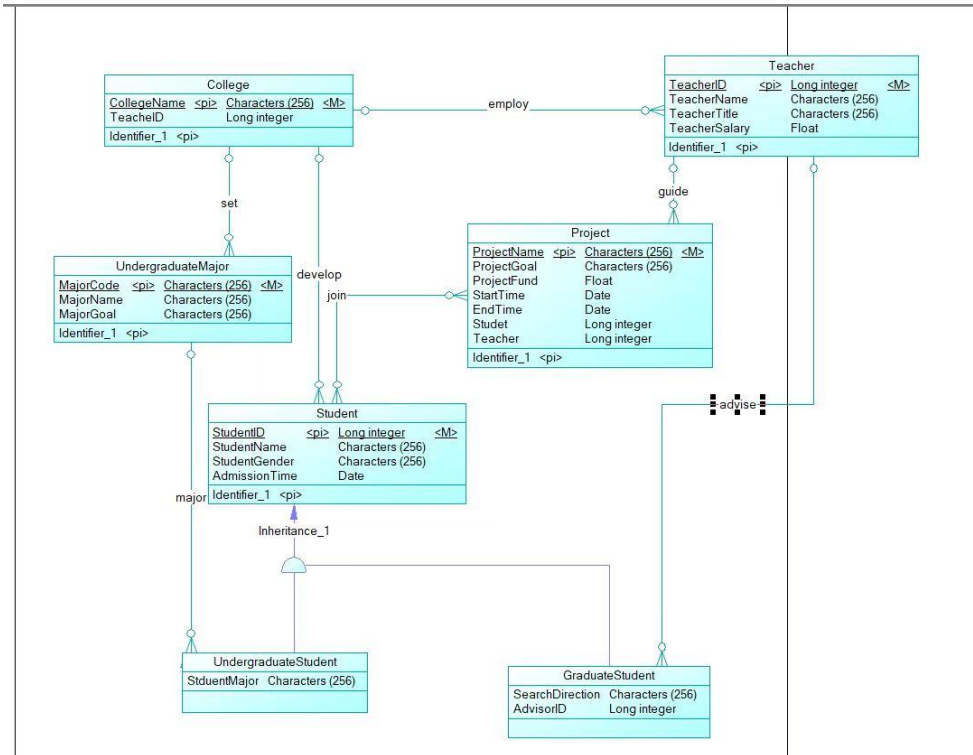 College
CollegeName <pi> Characters (256) <M>
TeacheID Long integer
Identifier_1 <pi>
employ
Teacher
TeacherID <pi> Long integer <M>
TeacherName Characters (256)
TeacherTitle Characters (256)
TeacherSalary Float
Identifier_1 <pi>
set
guide
Project
ProjectName <pi> Characters (256) <M>
ProjectGoal Characters (256)
ProjectFund Float
StartTime Date
EndTime Date
Studet Long integer
Teacher Long integer
Identifier_1 <pi>
UndergraduateMajor
MajorCode <pi> Characters (256) <M>
MajorName Characters (256)
MajorGoal Characters (256)
Identifier_1 <pi>
develop
join
advise
Student
StudentID <pi> Long integer <M>
StudentName Characters (256)
StudentGender Characters (256)
AdmissionTime Date
Identifier_1 <pi>
major
Inheritance_1
UndergraduateStudent
StduentMajor Characters (256)
GraduateStudent
SearchDirection Characters (256)
AdvisorID Long integer